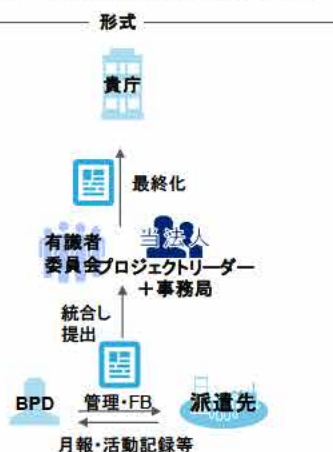 形式
貴庁
最終化
有識者
委員会
当法人
プロジェクトリーダー
＋事務局
統合し
提出
BPD
管理・FB
派遣先
月報・活動記録等